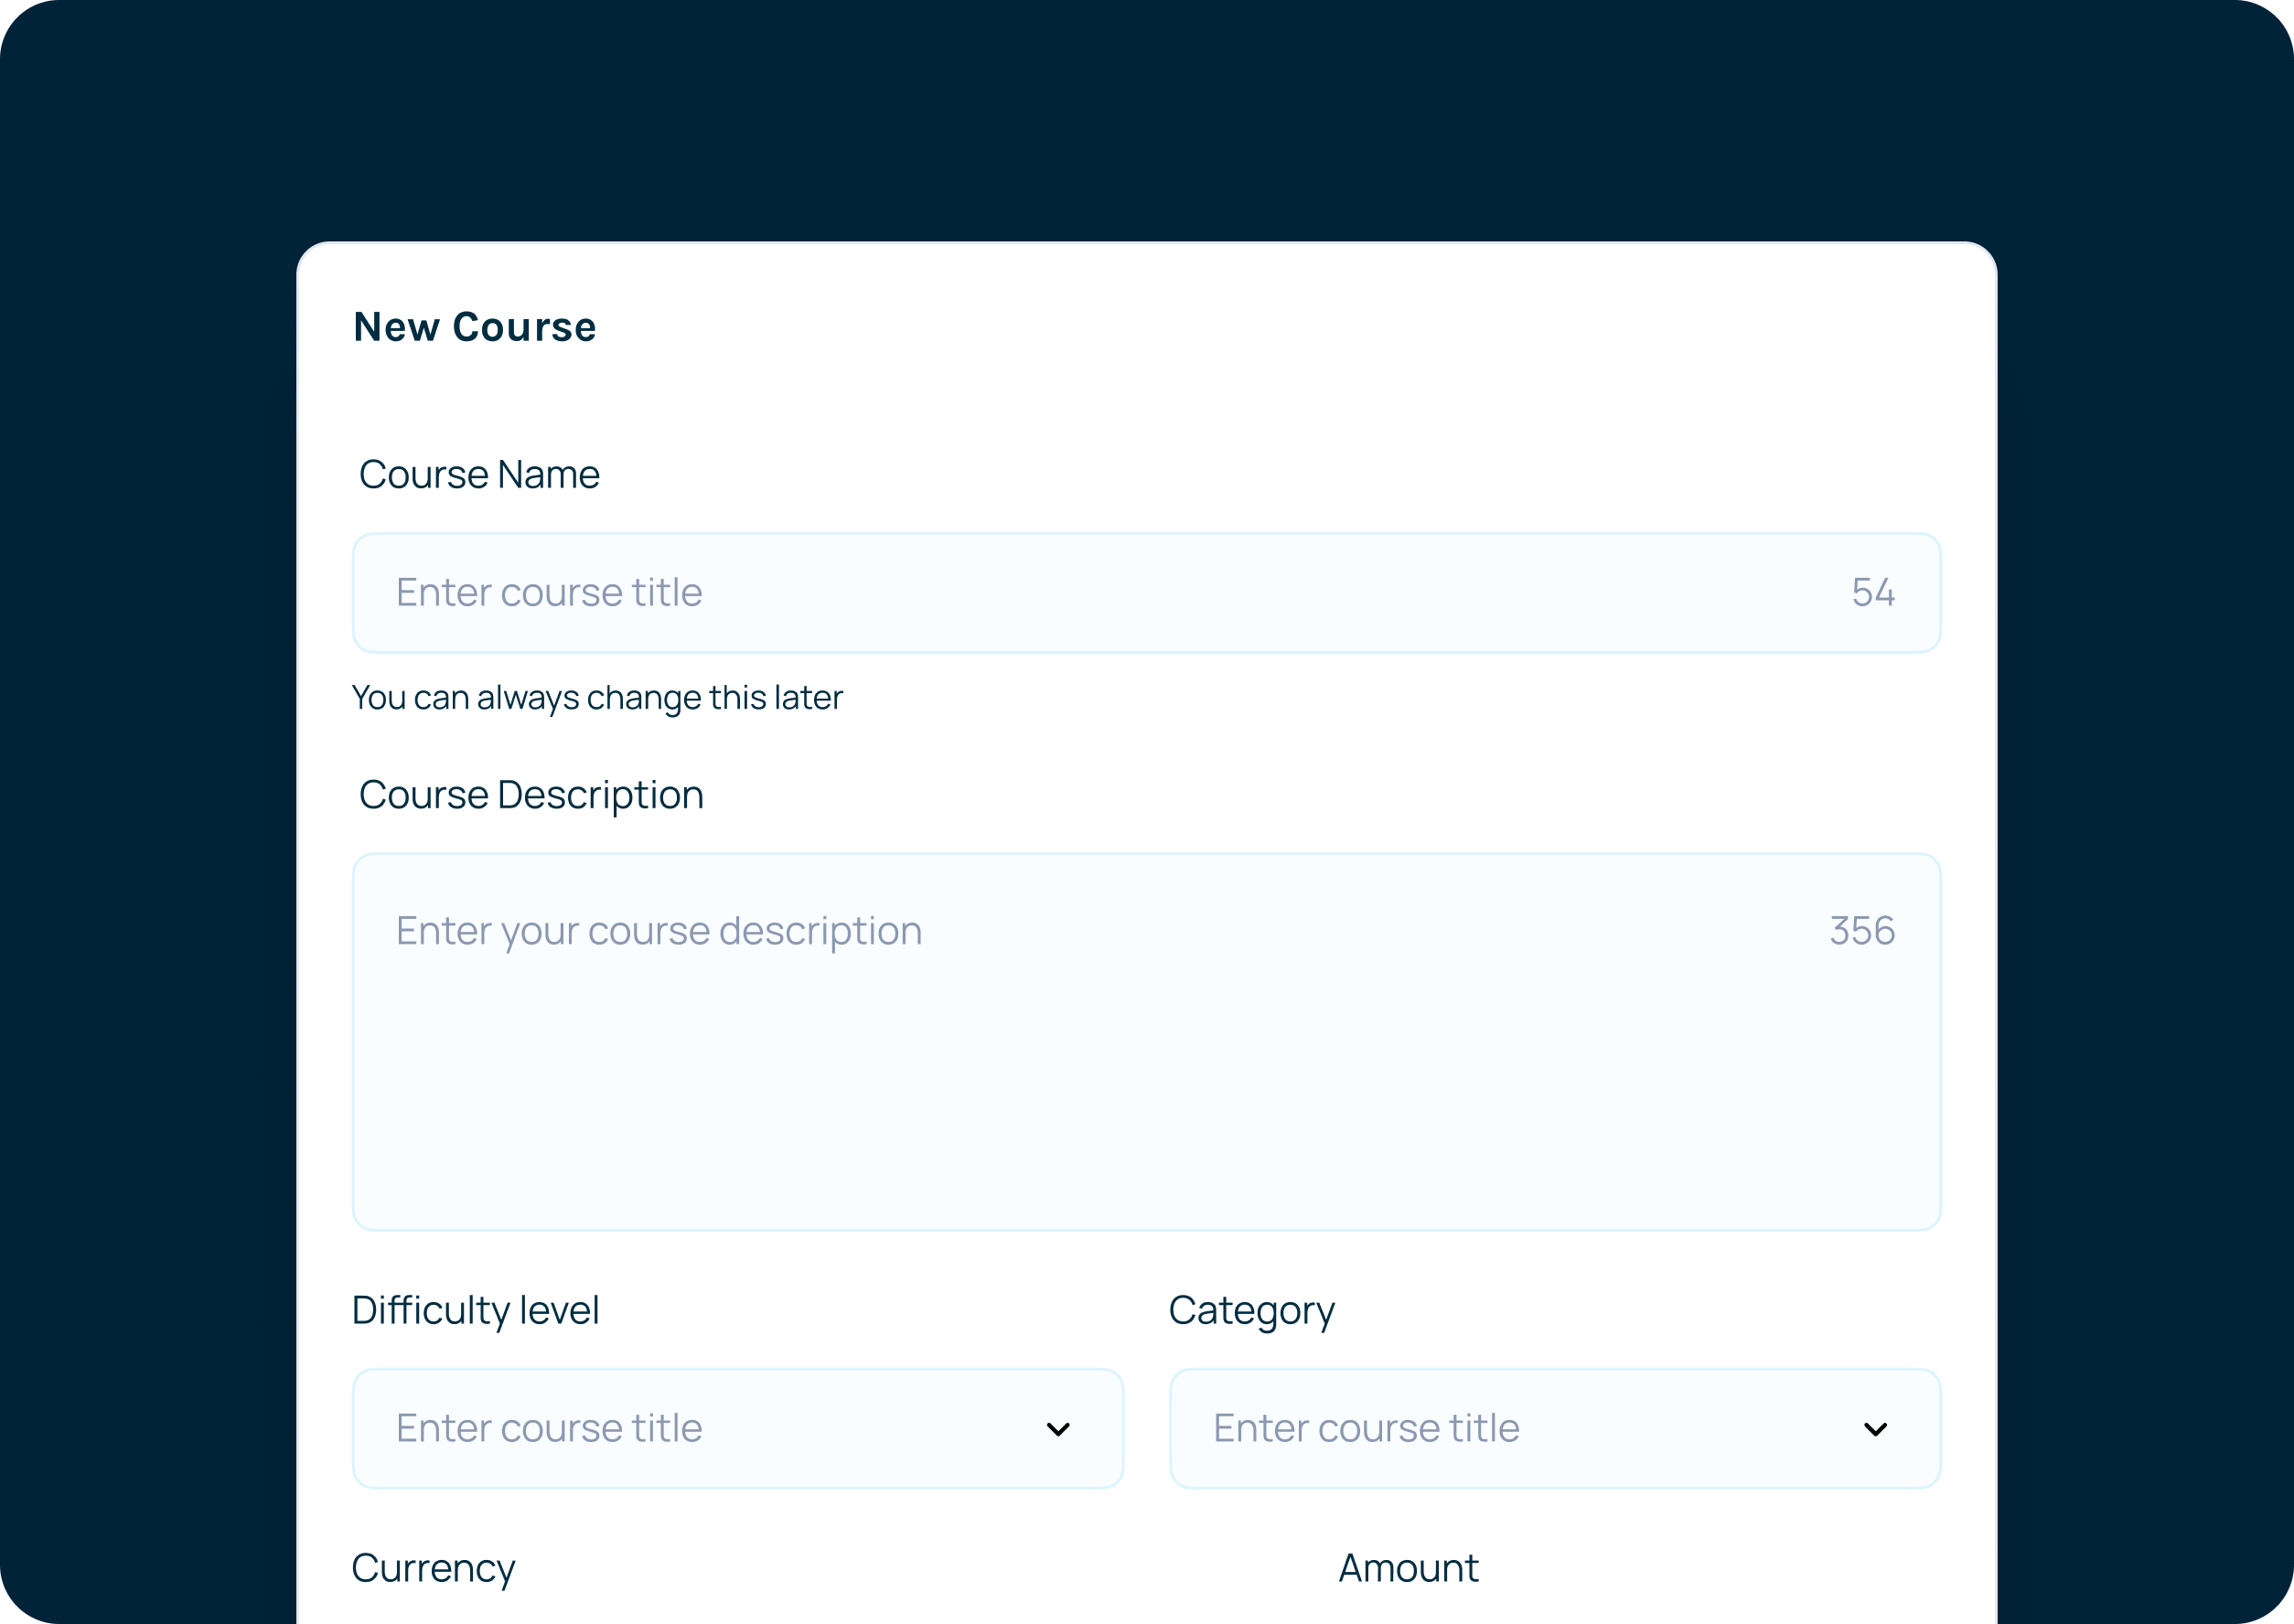 New Course
Course Name
Enter course title 54
You can always change this later
Course Description
Enter your course description 356
Difficulty level Category
Enter course title Enter course title
Currency Amount